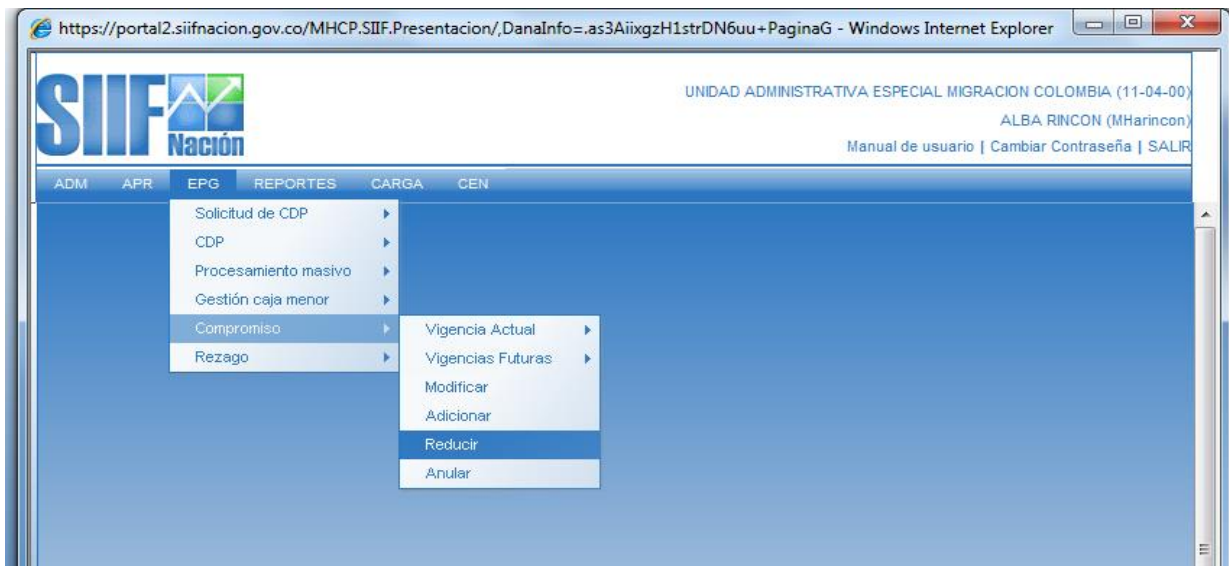 https://portal2.siifnacion.gov.co/MHCP.SIIF.Presentacion/,DanaInfo=.as3AiixgzH1strDN6uu+PaginaG - Windows Internet Explorer
SIIF
Nación
UNIDAD ADMINISTRATIVA ESPECIAL MIGRACION COLOMBIA (11-04-00)
ALBA RINCON (MHarincon)
Manual de usuario | Cambiar Contraseña | SALIR
ADM APR EPG REPORTES CARGA CEN
Solicitud de CDP
CDP
Procesamiento masivo
Gestión caja menor
Compromiso
Rezago
Vigencia Actual
Vigencias Futuras
Modificar
Adicionar
Reducir
Anular